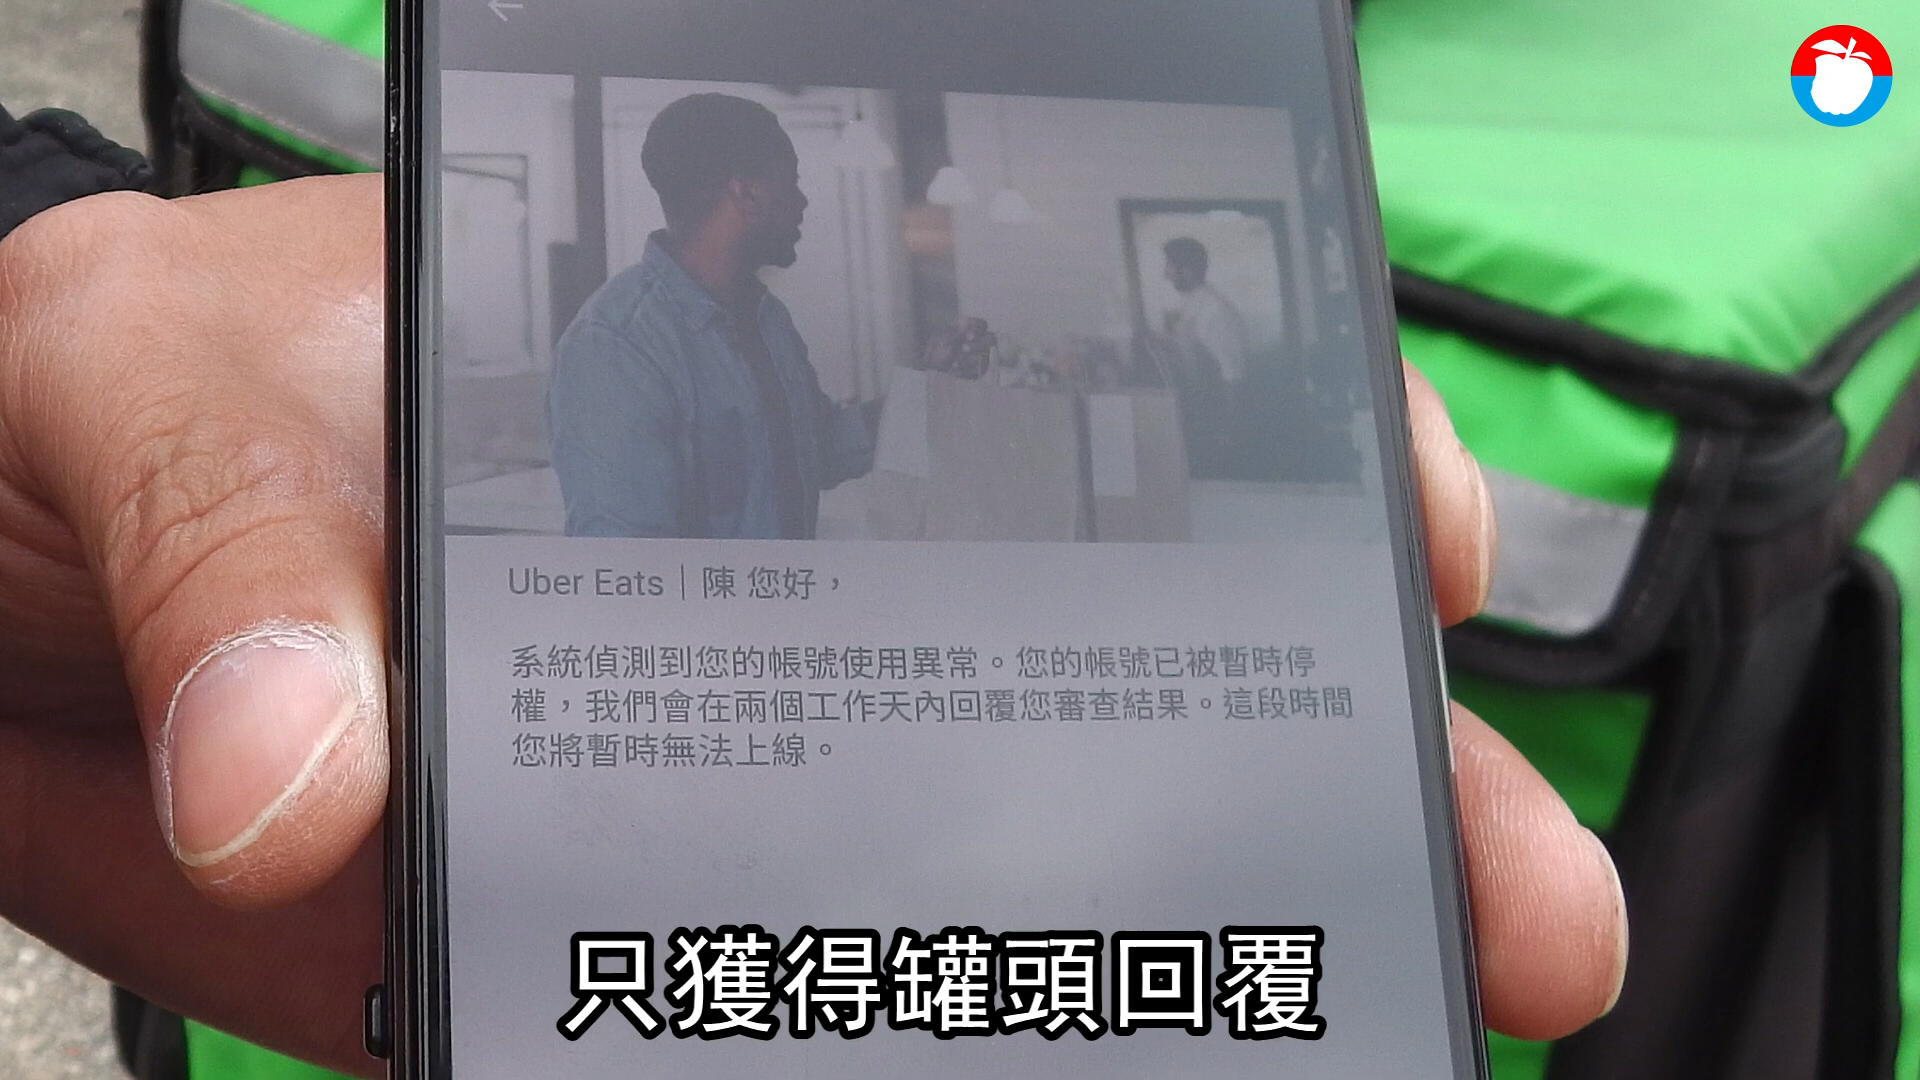 Uber Eats｜陳 您好，
系統偵測到您的帳號使用異常。您的帳號已被暫時停
權，我們會在兩個工作天內回覆您審查結果。這段時間
您將暫時無法上線。
只獲得罐頭回覆